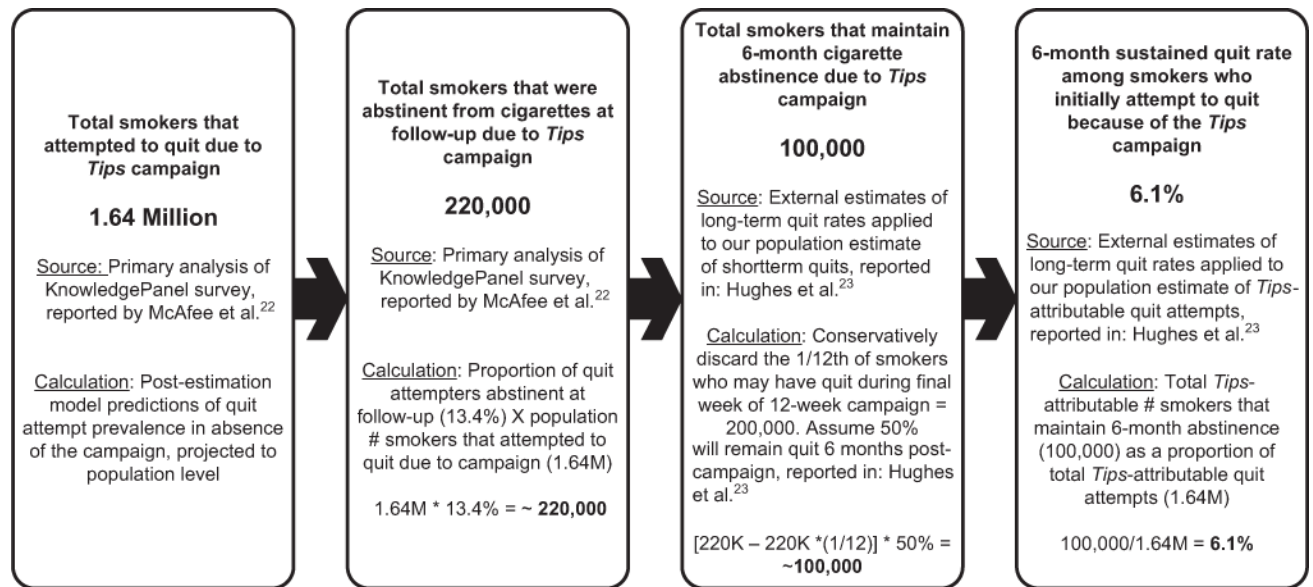 Total smokers that
attempted to quit due to
Tips campaign
1.64 Million
Source: Primary analysis of
KnowledgePanel survey,
reported by McAfee et al.22
Calculation: Post-estimation
model predictions of quit
attempt prevalence in absence
of the campaign, projected to
population level
Total smokers that were
abstinent from cigarettes at
follow-up due to Tips
campaign
220,000
Source: Primary analysis of
KnowledgePanel survey,
reported by McAfee et al.22
Calculation: Proportion of quit
attempters abstinent at
follow-up (13.4%) X population
# smokers that attempted to
quit due to campaign (1.64M)
1.64M * 13.4% = ~ 220,000
Total smokers that maintain
6-month cigarette
abstinence due to Tips
campaign
100,000
Source: External estimates of
long-term quit rates applied
to our population estimate
of shortterm quits, reported
in: Hughes et al.23
Calculation: Conservatively
discard the 1/12th of smokers
who may have quit during final
week of 12-week campaign =
200,000. Assume 50%
will remain quit 6 months post-
campaign, reported in: Hughes
et al.23
[220K – 220K *(1/12)] * 50% =
~100,000
6-month sustained quit rate
among smokers who
initially attempt to quit
because of the Tips
campaign
6.1%
Source: External estimates of
long-term quit rates applied to
our population estimate of Tips-
attributable quit attempts,
reported in: Hughes et al.23
Calculation: Total Tips-
attributable # smokers that
maintain 6-month abstinence
(100,000) as a proportion of
total Tips-attributable quit
attempts (1.64M)
100,000/1.64M = 6.1%